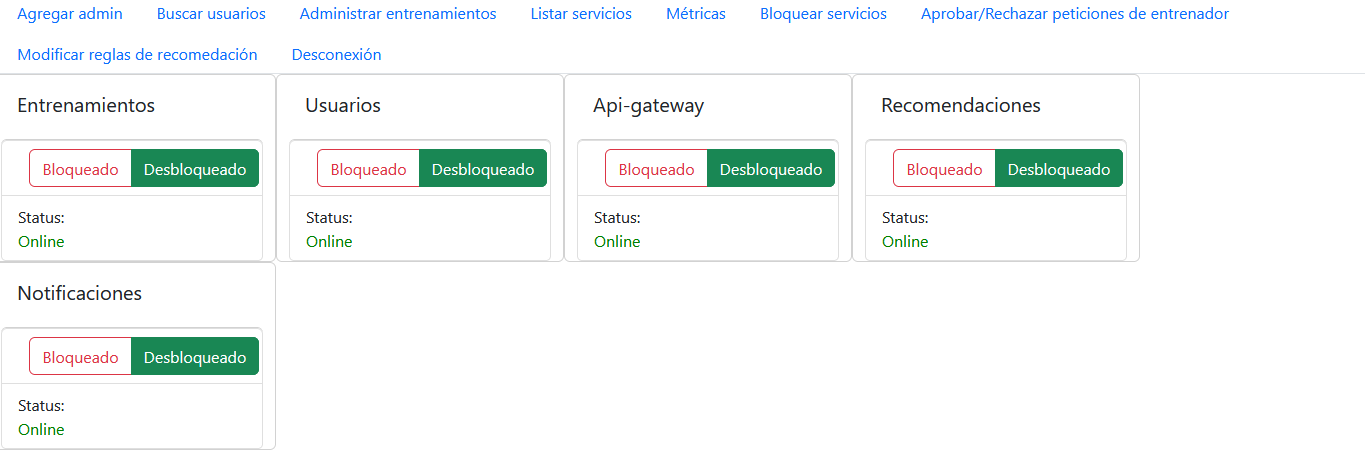 Agregar admin Buscar usuarios Administrar entrenamientos Listar servicios Métricas Bloquear servicios Aprobar/Rechazar peticiones de entrenador
Modificar reglas de recomedación Desconexión
Entrenamientos Usuarios Api-gateway Recomendaciones
Bloqueado Desbloqueado Bloqueado Desbloqueado Bloqueado Desbloqueado Bloqueado Desbloqueado
Status: Status: Status: Status:
Online Online Online Online
Notificaciones
Bloqueado Desbloqueado
Status:
Online